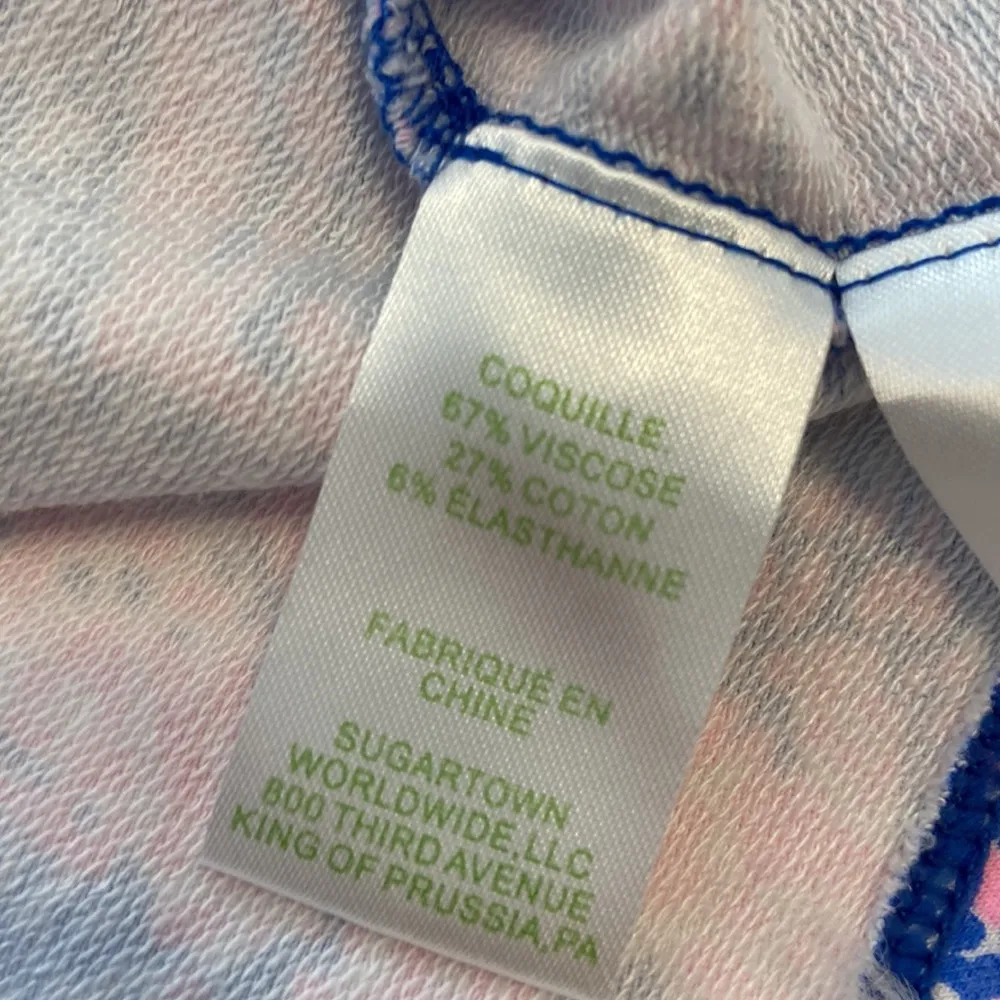 COQUILLE
67% VISCOSE
27% COTON
6% ÉLASTHANNE
FABRIQUÉ EN
CHINE
SUGARTOWN
WORLDWIDE,LLC
800 THIRD AVENUE
KING OF PRUSSIA,PA